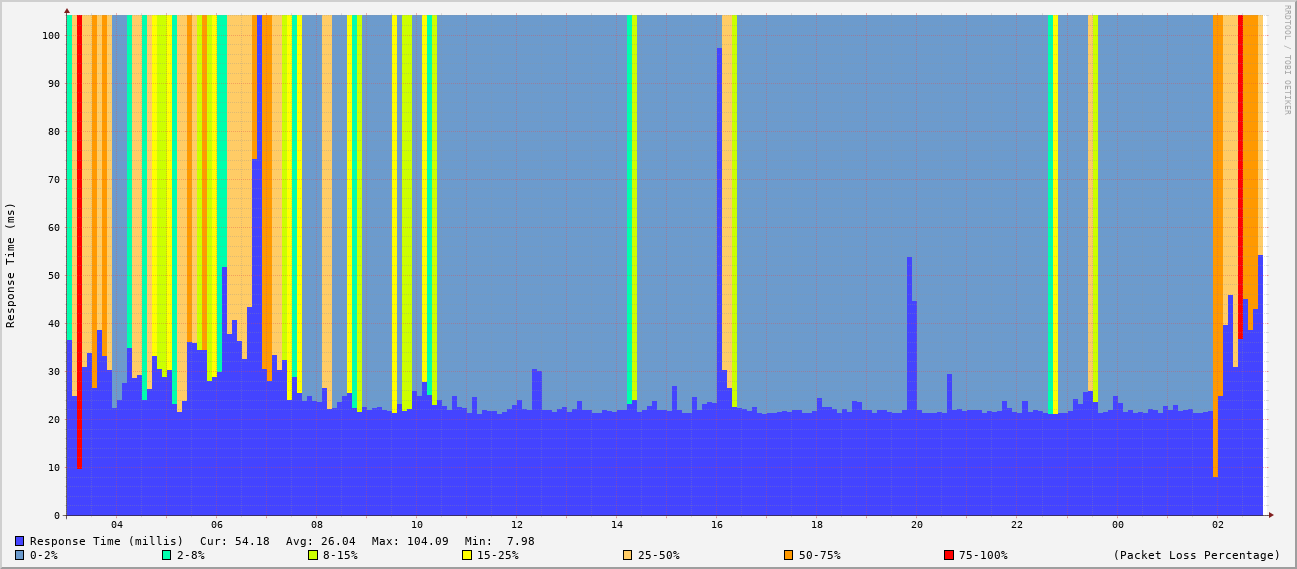 RRDTOOL / TOBI OETIKER
Response Time (ms)
100
90
80
70
60
50
40
30
20
10
0
04 06 08 10 12 14 16 18 20 22 00 02
Response Time (millis) Cur: 54.18 Avg: 26.04 Max: 104.09 Min: 7.98
0-2% 2-8% 8-15% 15-25% 25-50% 50-75% 75-100% (Packet Loss Percentage)